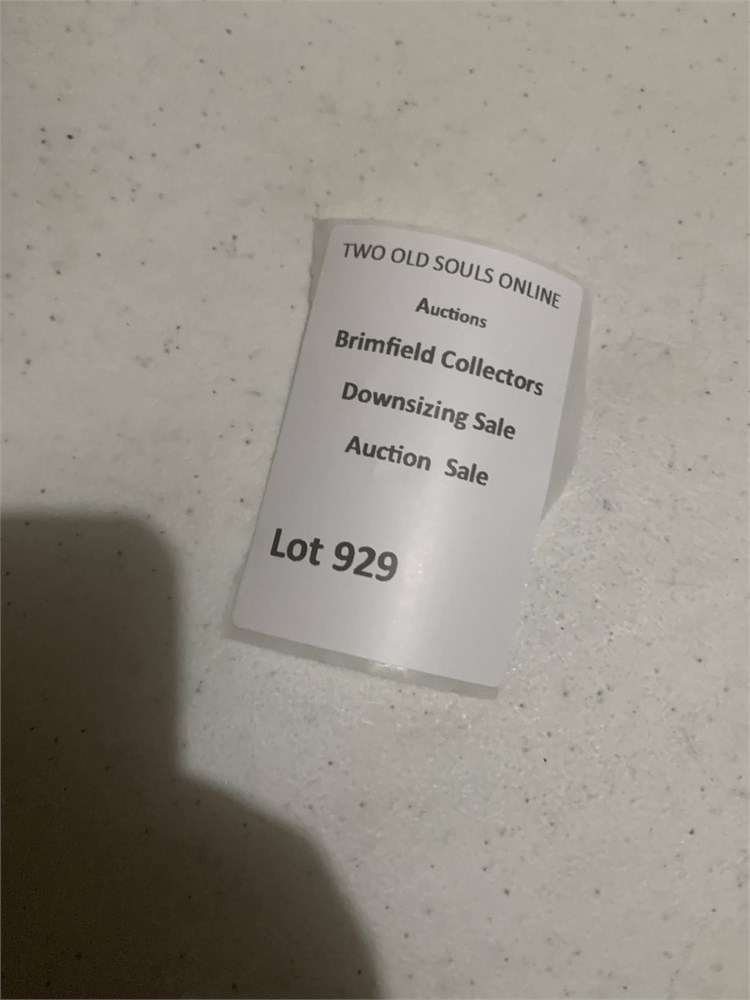 TWO OLD SOULS ONLINE
Auctions
Brimfield Collectors
Downsizing Sale
Auction Sale
Lot 929